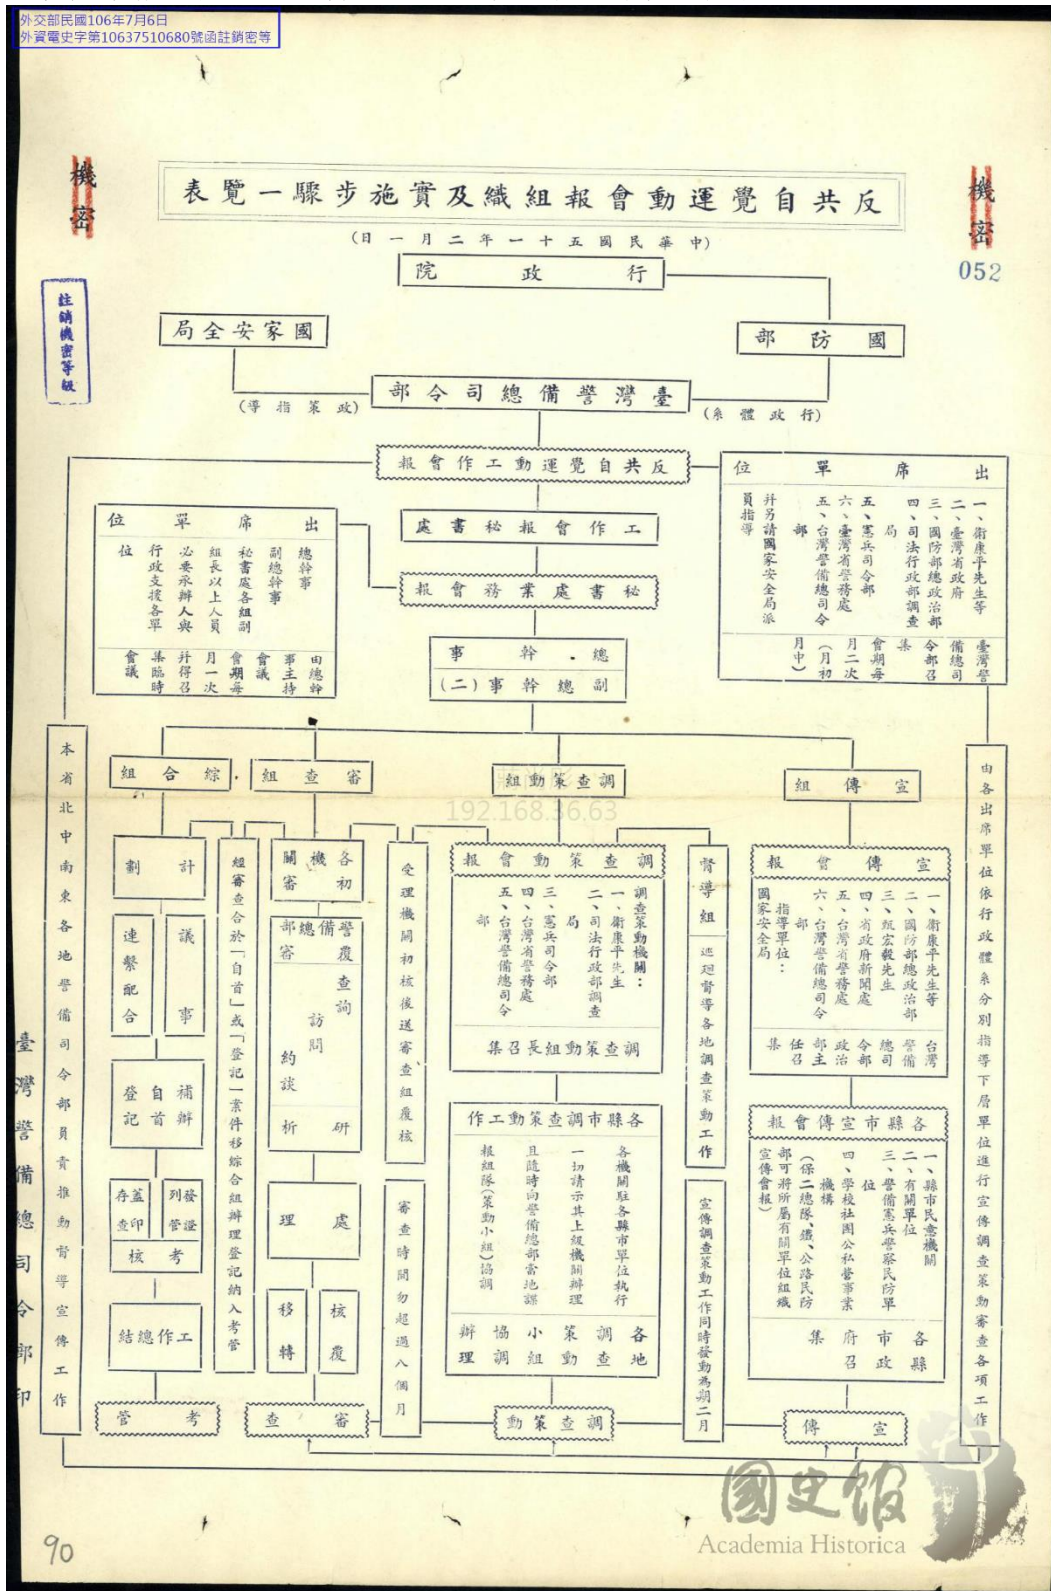 外交部民國106年7月6日
外資電史字第10637510680號函註銷密等
機密
機密
052
註銷機密等級
反共自覺運動會報組織及實施步驟一覽表
(中華民國五十一年二月一日)
行政院
國防部
國家安全局
臺灣警備總司令部
(行政體系)
(政策指導)
反共自覺運動工作會報
出席單位
一、衛康平先生等
二、臺灣省政府
三、國防部總政治部
四、司法行政部調查
局
五、憲兵司令部
六、臺灣省警務處
五、台灣警備總司令
部
并另請國家安全局派
員指導
臺灣警
備總司
令部召
集
會期每
月二次
(月初
月中)
工作會報秘書處
秘書處業務會報
出席單位
總幹事
副總幹事
秘書處各組副
組長以上人員
必要承辦人與
行政支援各單
位
由總幹
事主持
會議
會期每
月一次
并得召
集臨時
會議
總幹事
副總幹事(二)
宣傳組
調查策動組
審查組
綜合組
由各出席單位依行政體系分別指導下層單位進行宣傳調查策動審查各項工作
宣傳會報
一、衛康平先生等
二、國防部總政治部
三、甄宏毅先生
四、省政府新聞處
五、台灣省警務處
六、台灣警備總司令
部
指導單位：
國家安全局
台灣
警備
總司
令部
政治
部主
任召
集
各縣市宣傳會報
一、縣市民意機關
二、有關單位
三、警備憲兵警察民防單
位
四、學校社團公私營事業
機構
(保二總隊、鐵、公路民防
部可將所屬有關單位組織
宣傳會報)
各縣
市政
府召
集
宣傳
督導組
巡迴督導各地調查策動工作
宣傳調查策動工作同時發動為期二月
調查策動會報
調查策動機關：
一、衛康平先生
二、司法行政部調查
局
三、憲兵司令部
四、台灣省警務處
五、台灣警備總司令
部
調查策動組長召集
各縣市調查策動工作
各機關駐各縣市單位執行
一切請示其上級機關辦理
且隨時向警備總部當地諜
報組隊(策動小組)協調
各地
調查
策動
小組
協調
辦理
調查策動
受理機關初核後送審查組覆核
審查時間勿超過八個月
各機關
初審
警備總部
覆審
查詢
訪問
約談
研析
處理
核覆
移轉
審查
經審查合於「自首」或「登記」案件移綜合組辦理登記納入考管
計劃
議事
連繫配合
補辦
自首
登記
發證
列管
蓋印
存查
考核
工作總結
考管
本省北中南東各地警備司令部負責推動督導宣傳工作
臺灣警備總司令部印
蔣尚彤
192.168.36.63
90
國史館
Academia Historica